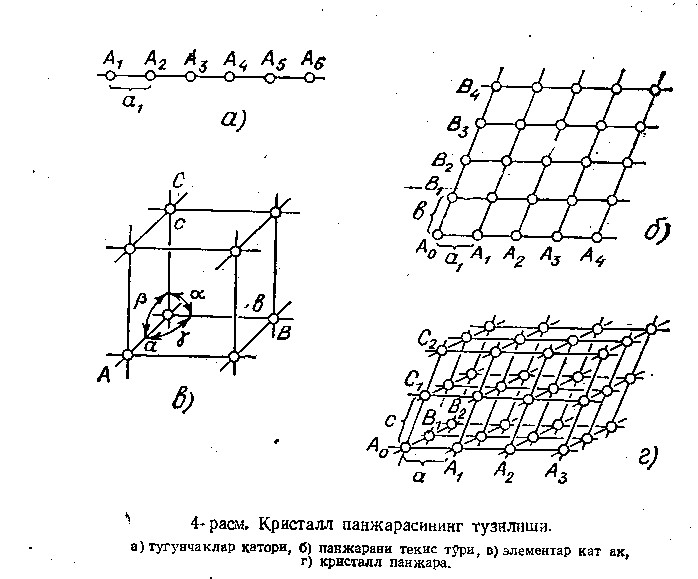 A1 A2 A3 A4 A5 A6
a1
а)
B4
B3
B2
B1
в
A0 a1 A1 A2 A3 A4
б)
C
c
β α в
a γ B
A
в)
C2
C1
c B1 B2
A0 a A1 A2 A3
г)
4-расм. Кристалл панжарасининг тузилиши.
а) тугунчаклар қатори, б) панжарани текис тўри, в) элементар кат ак,
г) кристалл панжара.